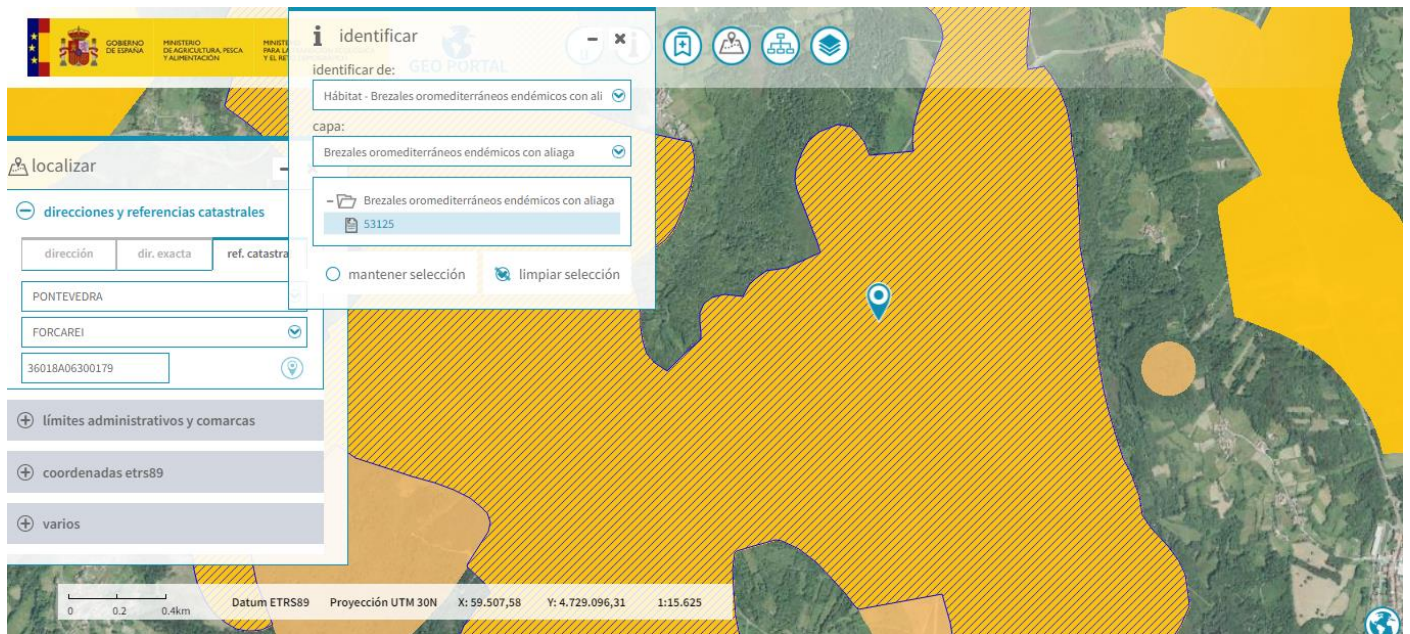 GOBIERNO
DE ESPAÑA
MINISTERIO
DE AGRICULTURA, PESCA
Y ALIMENTACIÓN
GEO PORTAL
identificar
identificar de:
Hábitat - Brezales oromediterráneos endémicos con ali
capa:
Brezales oromediterráneos endémicos con aliaga
Brezales oromediterráneos endémicos con aliaga
53125
mantener selección
limpiar selección
localizar
direcciones y referencias catastrales
dirección
dir. exacta
ref. catastra
PONTEVEDRA
FORCAREI
36018A06300179
límites administrativos y comarcas
coordenadas etrs89
varios
0 0.2 0.4km
Datum ETRS89 Proyección UTM 30N X: 59.507,58 Y: 4.729.096,31 1:15.625